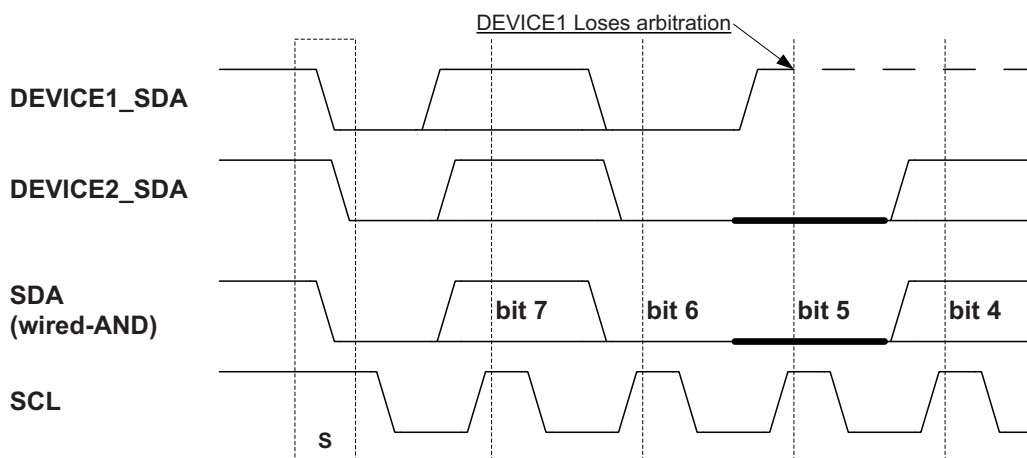 DEVICE1 Loses arbitration
DEVICE1_SDA
DEVICE2_SDA
SDA
(wired-AND)
bit 7
bit 6
bit 5
bit 4
SCL
S